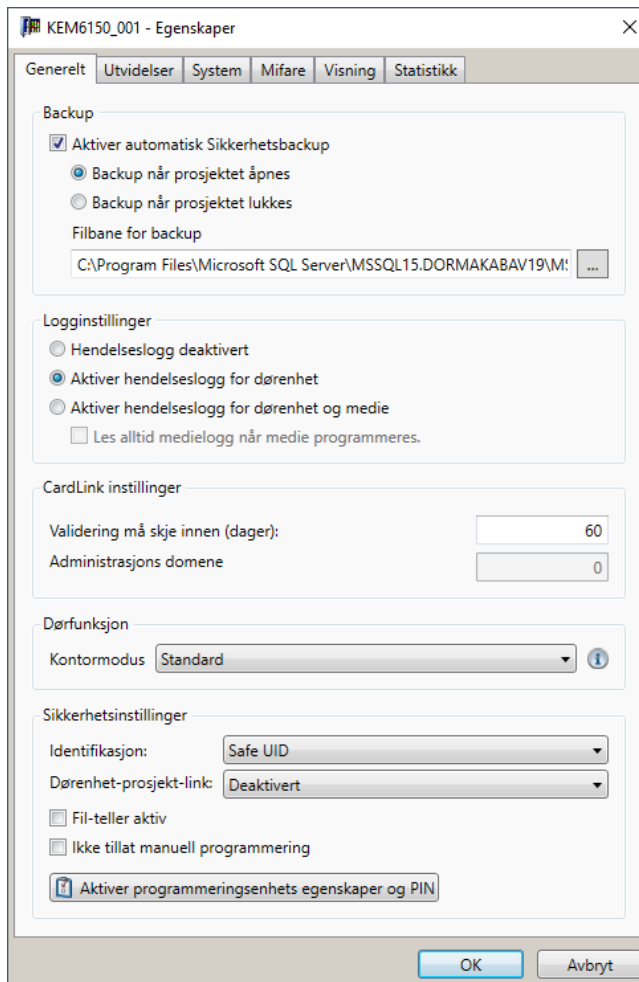 KEM6150_001 - Egenskaper
Generelt Utvidelser System Mifare Visning Statistikk
Backup
Aktiver automatisk Sikkerhetsbackup
Backup når prosjektet åpnes
Backup når prosjektet lukkes
Filbane for backup
C:\Program Files\Microsoft SQL Server\MSSQL15.DORMAKABAV19\MS ...
Logginstillinger
Hendelseslogg deaktivert
Aktiver hendelseslogg for dørenhet
Aktiver hendelseslogg for dørenhet og medie
Les alltid medielogg når medie programmeres.
CardLink instillinger
Validering må skje innen (dager): 60
Administrasjons domene 0
Dørfunksjon
Kontormodus Standard
Sikkerhetsinstillinger
Identifikasjon: Safe UID
Dørenhet-prosjekt-link: Deaktivert
Fil-teller aktiv
Ikke tillat manuell programmering
Aktiver programmeringsenhets egenskaper og PIN
OK Avbryt